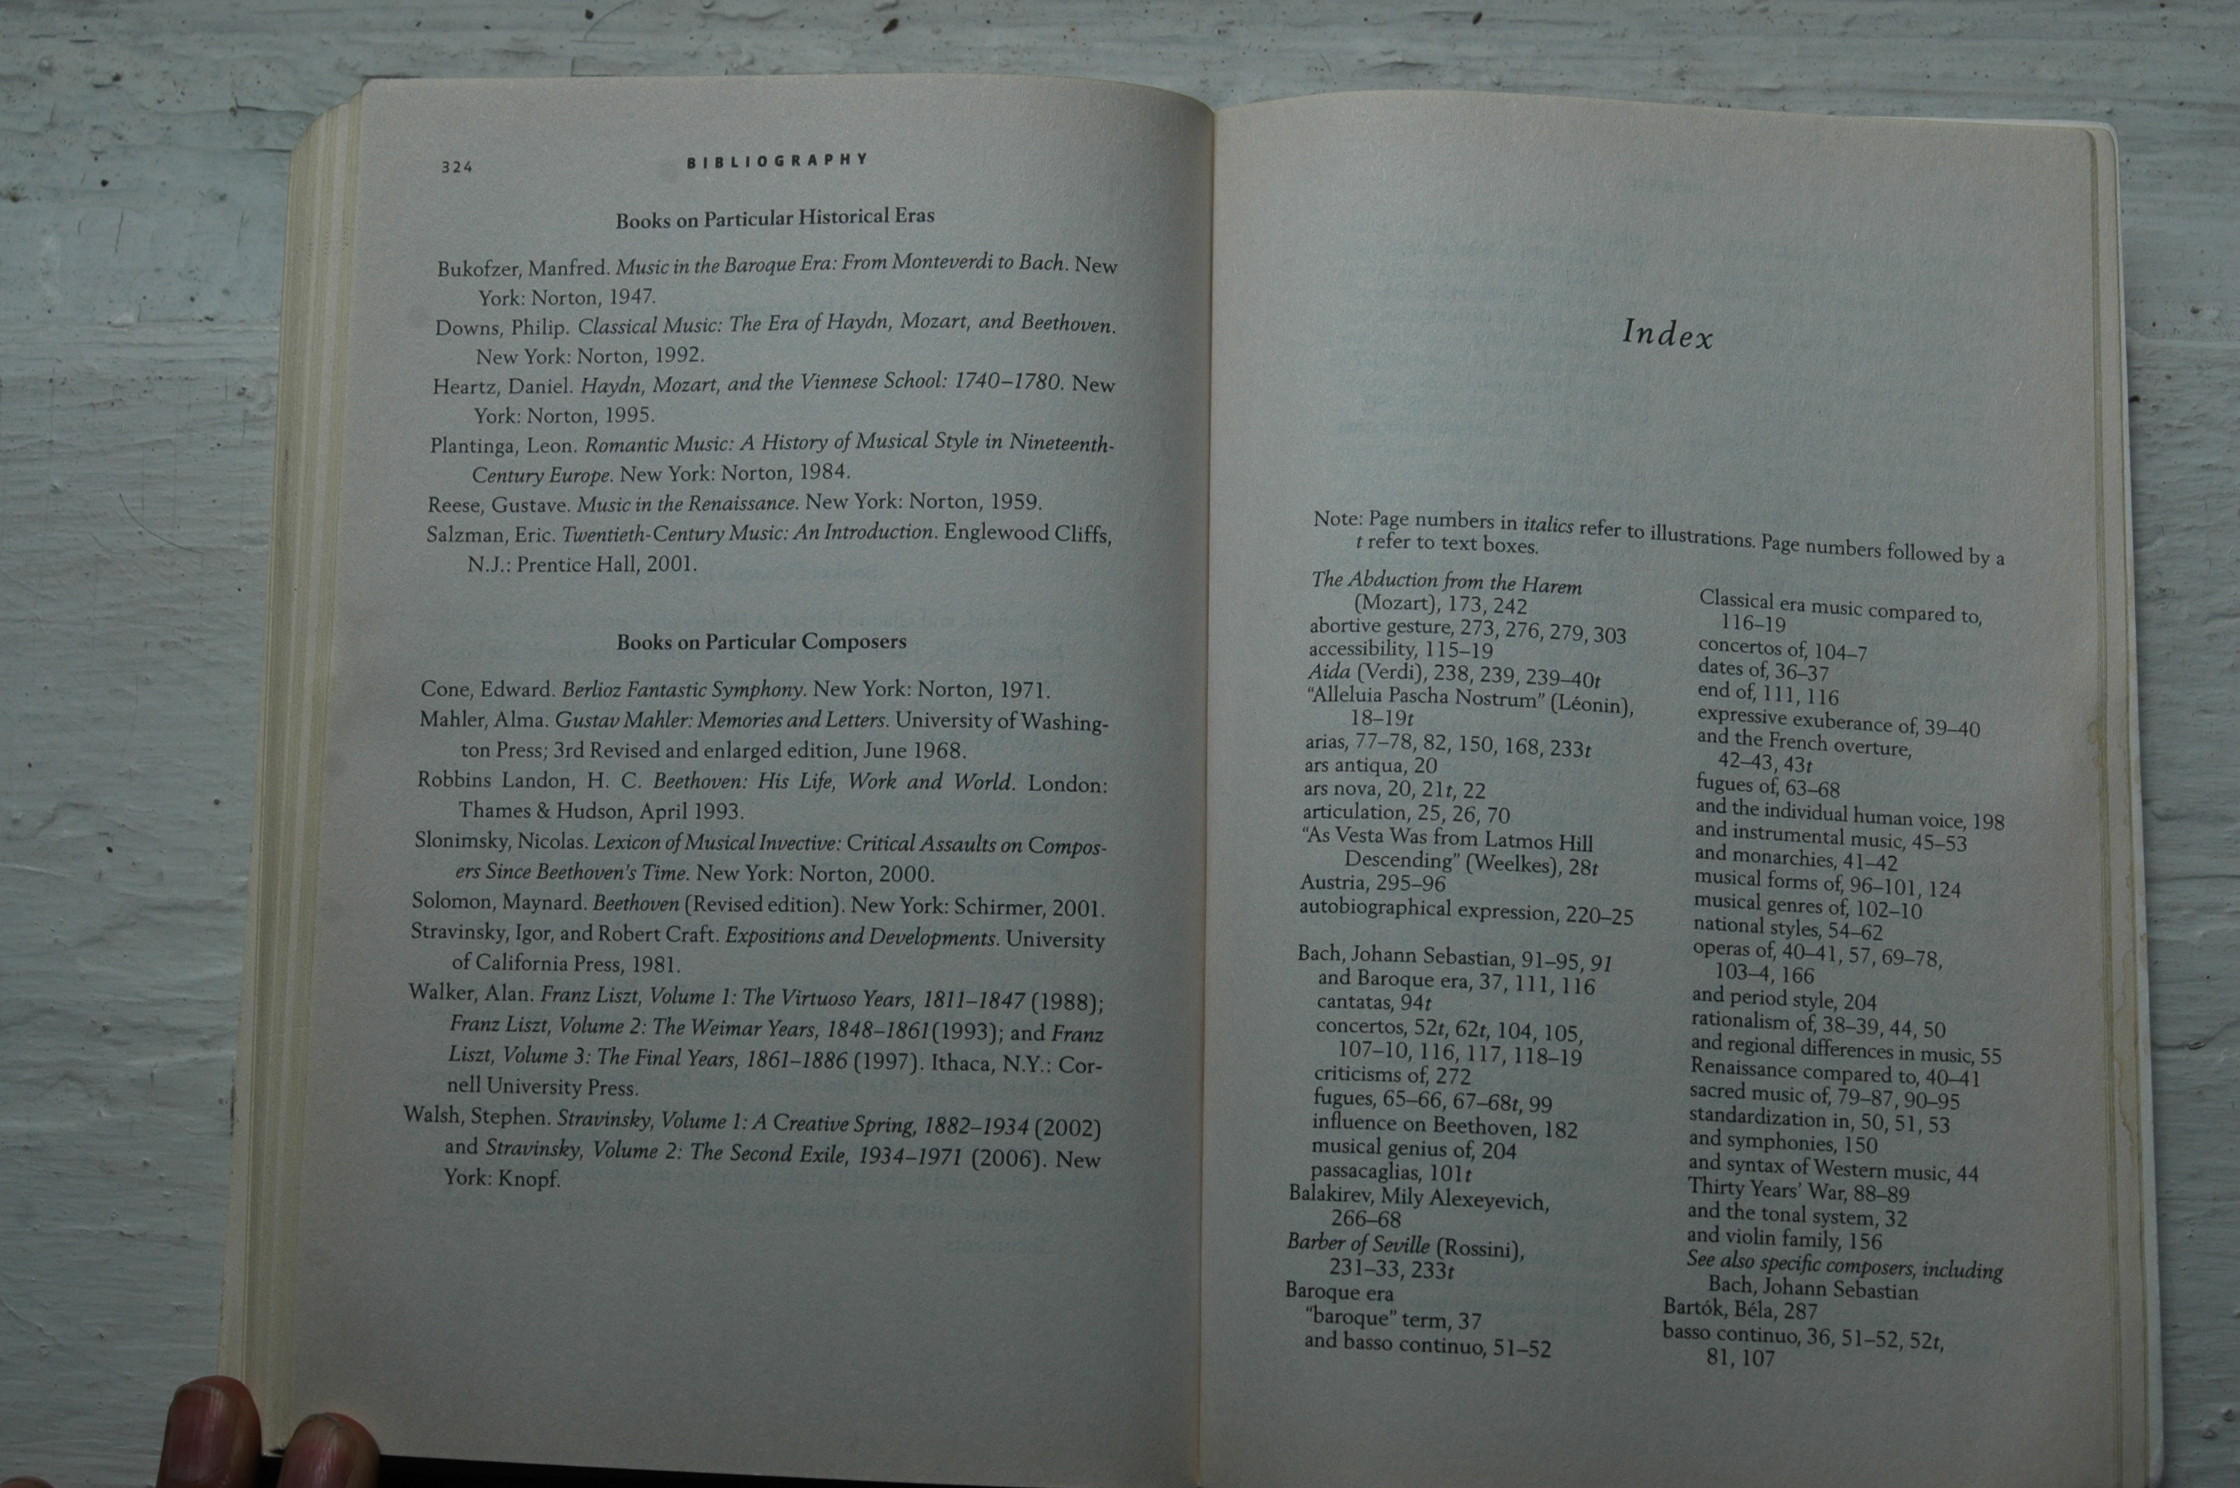 324
BIBLIOGRAPHY
Books on Particular Historical Eras
Bukofzer, Manfred. Music in the Baroque Era: From Monteverdi to Bach. New
York: Norton, 1947.
Downs, Philip. Classical Music: The Era of Haydn, Mozart, and Beethoven.
New York: Norton, 1992.
Heartz, Daniel. Haydn, Mozart, and the Viennese School: 1740–1780. New
York: Norton, 1995.
Plantinga, Leon. Romantic Music: A History of Musical Style in Nineteenth-
Century Europe. New York: Norton, 1984.
Reese, Gustave. Music in the Renaissance. New York: Norton, 1959.
Salzman, Eric. Twentieth-Century Music: An Introduction. Englewood Cliffs,
N.J.: Prentice Hall, 2001.
Books on Particular Composers
Cone, Edward. Berlioz Fantastic Symphony. New York: Norton, 1971.
Mahler, Alma. Gustav Mahler: Memories and Letters. University of Washing-
ton Press; 3rd Revised and enlarged edition, June 1968.
Robbins Landon, H. C. Beethoven: His Life, Work and World. London:
Thames & Hudson, April 1993.
Slonimsky, Nicolas. Lexicon of Musical Invective: Critical Assaults on Compos-
ers Since Beethoven's Time. New York: Norton, 2000.
Solomon, Maynard. Beethoven (Revised edition). New York: Schirmer, 2001.
Stravinsky, Igor, and Robert Craft. Expositions and Developments. University
of California Press, 1981.
Walker, Alan. Franz Liszt, Volume 1: The Virtuoso Years, 1811–1847 (1988);
Franz Liszt, Volume 2: The Weimar Years, 1848–1861(1993); and Franz
Liszt, Volume 3: The Final Years, 1861–1886 (1997). Ithaca, N.Y.: Cor-
nell University Press.
Walsh, Stephen. Stravinsky, Volume 1: A Creative Spring, 1882–1934 (2002)
and Stravinsky, Volume 2: The Second Exile, 1934–1971 (2006). New
York: Knopf.
Index
Note: Page numbers in italics refer to illustrations. Page numbers followed by a
t refer to text boxes.
The Abduction from the Harem
(Mozart), 173, 242
abortive gesture, 273, 276, 279, 303
accessibility, 115–19
Aida (Verdi), 238, 239, 239–40t
“Alleluia Pascha Nostrum” (Léonin),
18–19t
arias, 77–78, 82, 150, 168, 233t
ars antiqua, 20
ars nova, 20, 21t, 22
articulation, 25, 26, 70
“As Vesta Was from Latmos Hill
Descending” (Weelkes), 28t
Austria, 295–96
autobiographical expression, 220–25
Bach, Johann Sebastian, 91–95, 91
and Baroque era, 37, 111, 116
cantatas, 94t
concertos, 52t, 62t, 104, 105,
107–10, 116, 117, 118–19
criticisms of, 272
fugues, 65–66, 67–68t, 99
influence on Beethoven, 182
musical genius of, 204
passacaglias, 101t
Balakirev, Mily Alexeyevich,
266–68
Barber of Seville (Rossini),
231–33, 233t
Baroque era
“baroque” term, 37
and basso continuo, 51–52
Classical era music compared to,
116–19
concertos of, 104–7
dates of, 36–37
end of, 111, 116
expressive exuberance of, 39–40
and the French overture,
42–43, 43t
fugues of, 63–68
and the individual human voice, 198
and instrumental music, 45–53
and monarchies, 41–42
musical forms of, 96–101, 124
musical genres of, 102–10
national styles, 54–62
operas of, 40–41, 57, 69–78,
103–4, 166
and period style, 204
rationalism of, 38–39, 44, 50
and regional differences in music, 55
Renaissance compared to, 40–41
sacred music of, 79–87, 90–95
standardization in, 50, 51, 53
and symphonies, 150
and syntax of Western music, 44
Thirty Years' War, 88–89
and the tonal system, 32
and violin family, 156
See also specific composers, including
Bach, Johann Sebastian
Bartók, Béla, 287
basso continuo, 36, 51–52, 52t,
81, 107